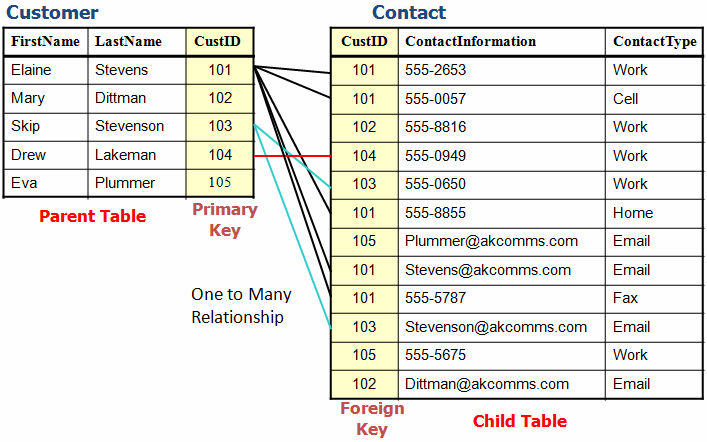 Customer
FirstName LastName CustID
Elaine Stevens 101
Mary Dittman 102
Skip Stevenson 103
Drew Lakeman 104
Eva Plummer 105
Parent Table
Primary
Key
One to Many
Relationship
Contact
CustID ContactInformation ContactType
101 555-2653 Work
101 555-0057 Cell
102 555-8816 Work
104 555-0949 Work
103 555-0650 Work
101 555-8855 Home
105 Plummer@akcomms.com Email
101 Stevens@akcomms.com Email
101 555-5787 Fax
103 Stevenson@akcomms.com Email
105 555-5675 Work
102 Dittman@akcomms.com Email
Foreign
Key
Child Table